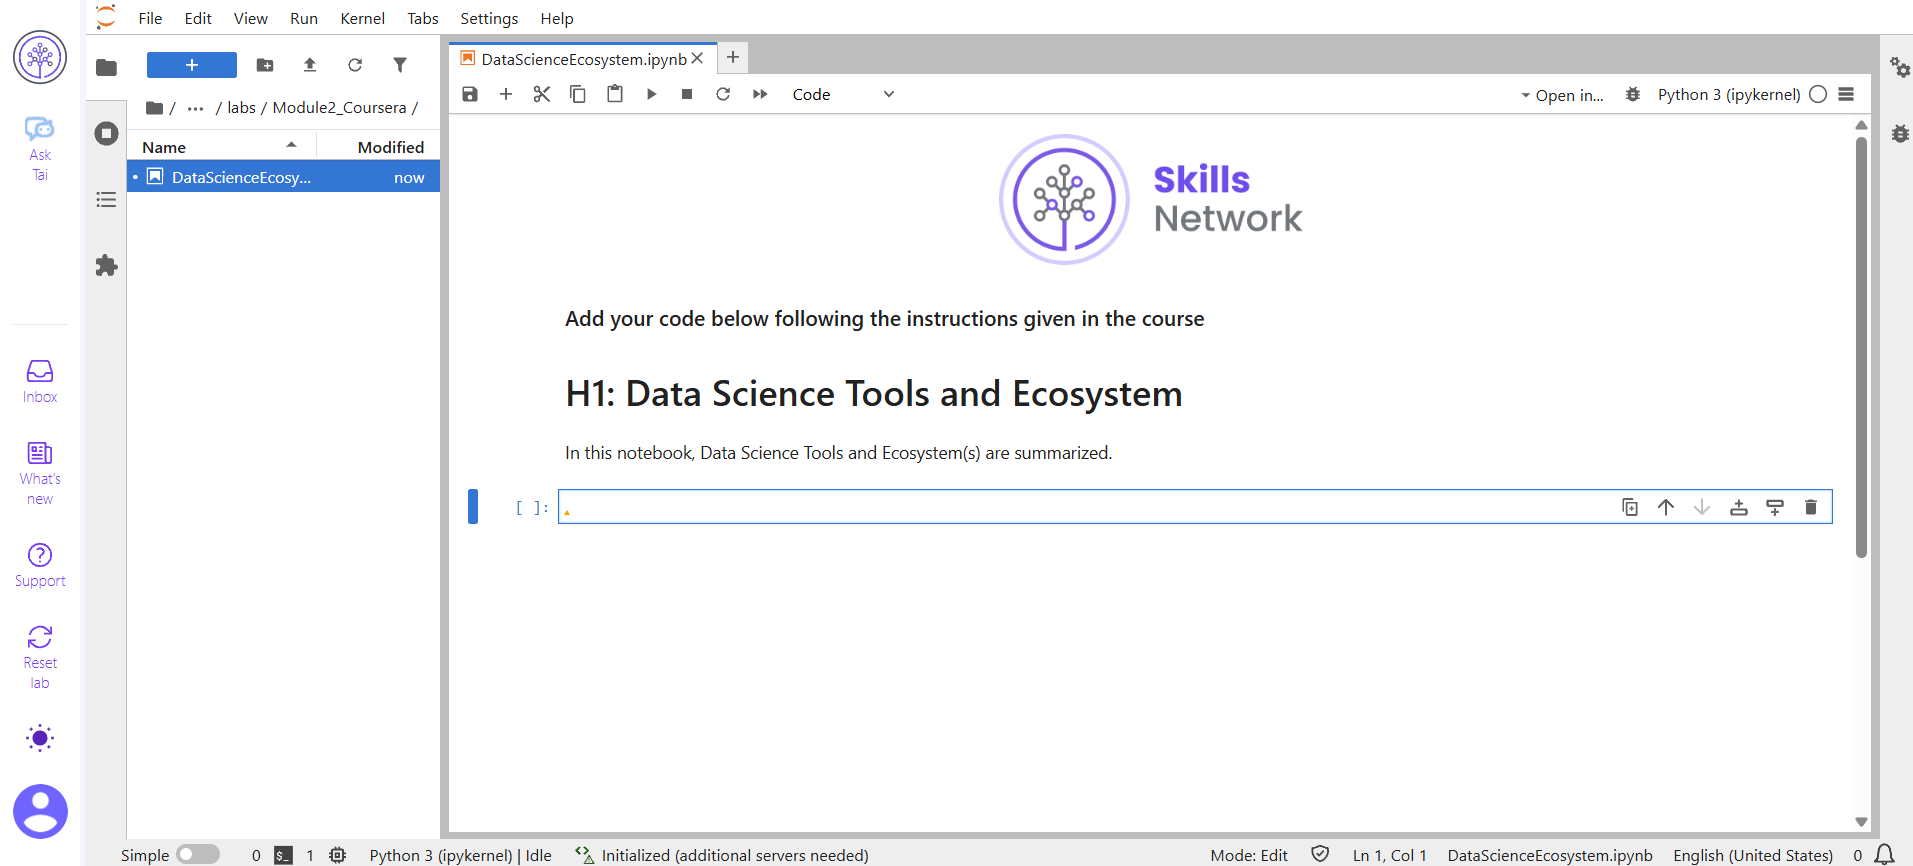 File Edit View Run Kernel Tabs Settings Help
Ask
Tai
Inbox
What's
new
Support
Reset
lab
/ ... / labs / Module2_Coursera /
Name Modified
DataScienceEcosy... now
DataScienceEcosystem.ipynb
Code
Open in...
Python 3 (ipykernel)
Skills
Network
Add your code below following the instructions given in the course
H1: Data Science Tools and Ecosystem
In this notebook, Data Science Tools and Ecosystem(s) are summarized.
[ ]:
Simple 0 $_ 1 Python 3 (ipykernel) | Idle Initialized (additional servers needed) Mode: Edit Ln 1, Col 1 DataScienceEcosystem.ipynb English (United States) 0